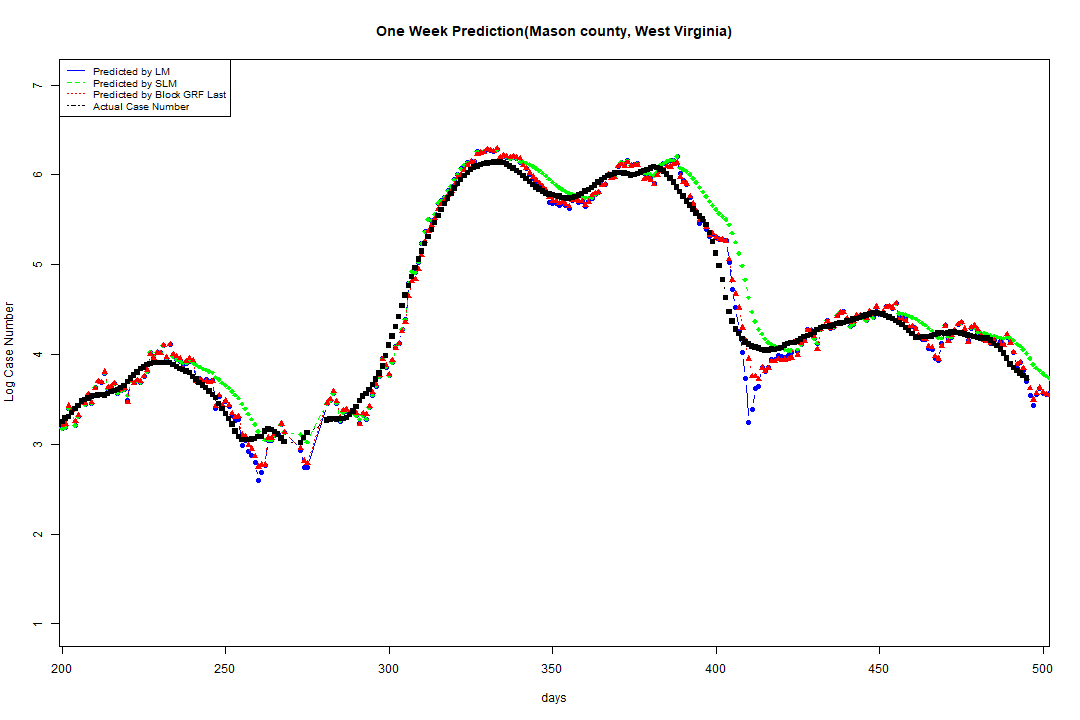 One Week Prediction(Mason county, West Virginia)
Predicted by LM
Predicted by SLM
Predicted by Block GRF Last
Actual Case Number
7
6
5
4
3
2
1
Log Case Number
200 250 300 350 400 450 500
days